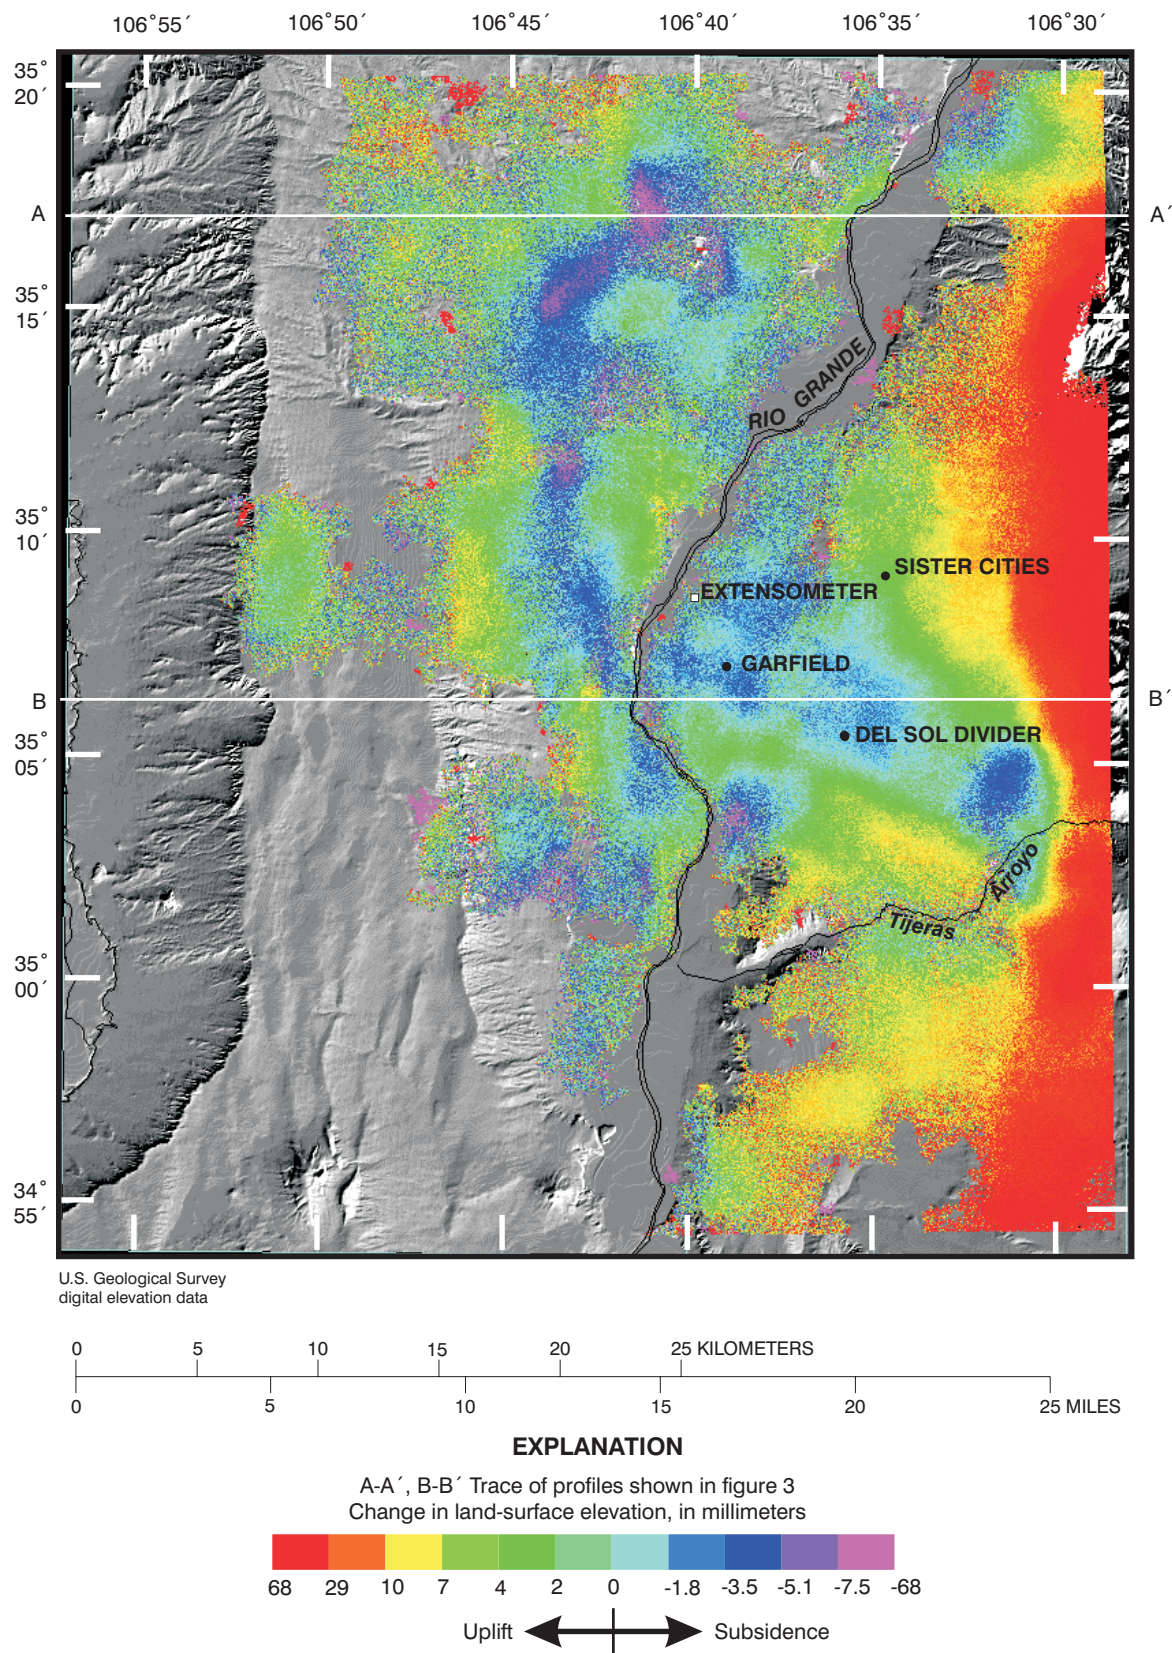 106°55´ 106°50´ 106°45´ 106°40´ 106°35´ 106°30´
35°
20´
A A´
35°
15´
RIO GRANDE
35°
10´
SISTER CITIES
EXTENSOMETER
GARFIELD
B B´
35°
05´
DEL SOL DIVIDER
Tijeras Arroyo
35°
00´
34°
55´
U.S. Geological Survey
digital elevation data
0 5 10 15 20 25 KILOMETERS
0 5 10 15 20 25 MILES
EXPLANATION
A-A´, B-B´ Trace of profiles shown in figure 3
Change in land-surface elevation, in millimeters
68 29 10 7 4 2 0 -1.8 -3.5 -5.1 -7.5 -68
Uplift Subsidence